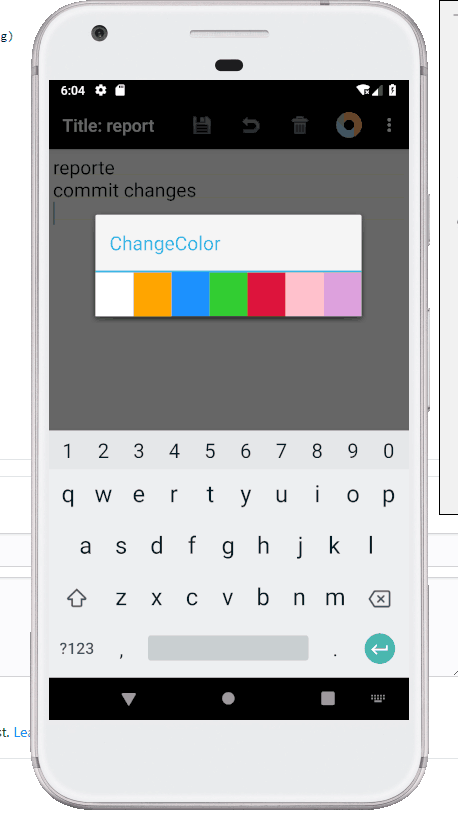 g)
6:04
Title: report
reporte
commit changes
ChangeColor
1 2 3 4 5 6 7 8 9 0
q w e r t y u i o p
a s d f g h j k l
z x c v b n m
?123 , .
t. Lea